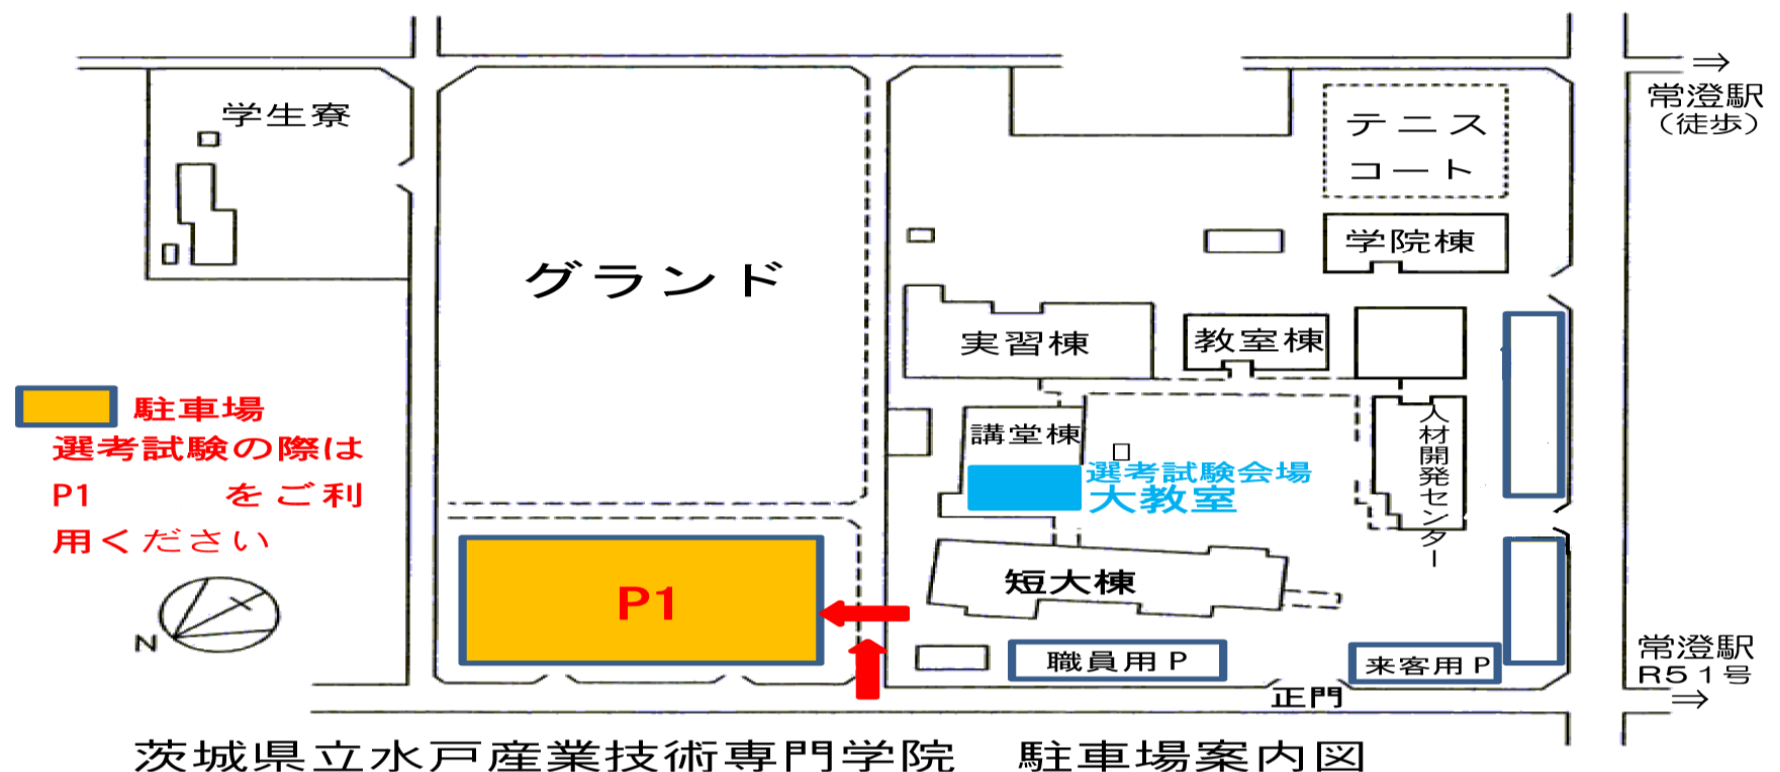 学生寮
グランド
テニス
コート
⇒
常澄駅
（徒歩）
学院棟
実習棟
教室棟
講堂棟
人材開発センター
選考試験会場
大教室
駐車場
選考試験の際は
P1 をご利
用ください
N
P1
短大棟
職員用P
来客用P
正門
常澄駅
R51号
⇒
茨城県立水戸産業技術専門学院 駐車場案内図